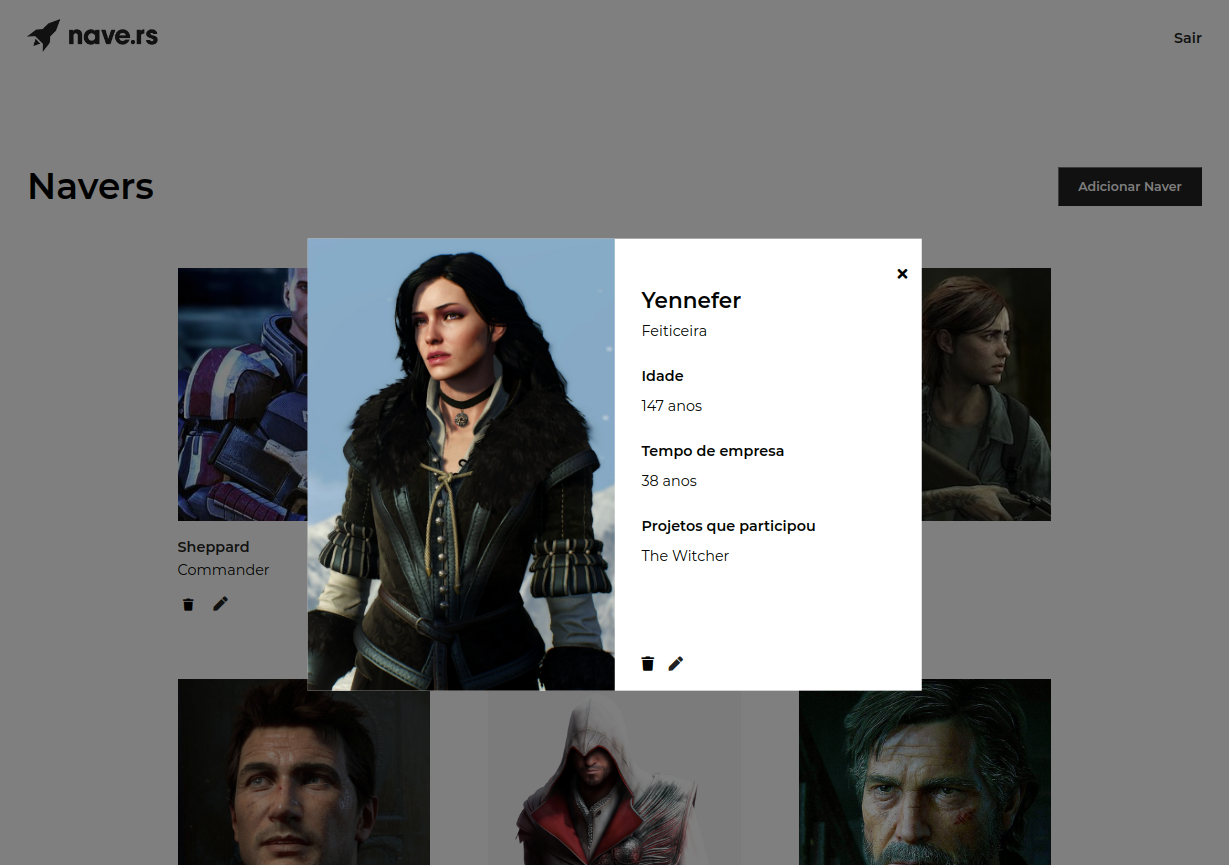 nave.rs
Sair
Navers
Adicionar Naver
Yennefer
Feiticeira
Idade
147 anos
Tempo de empresa
38 anos
Projetos que participou
The Witcher
Sheppard
Commander